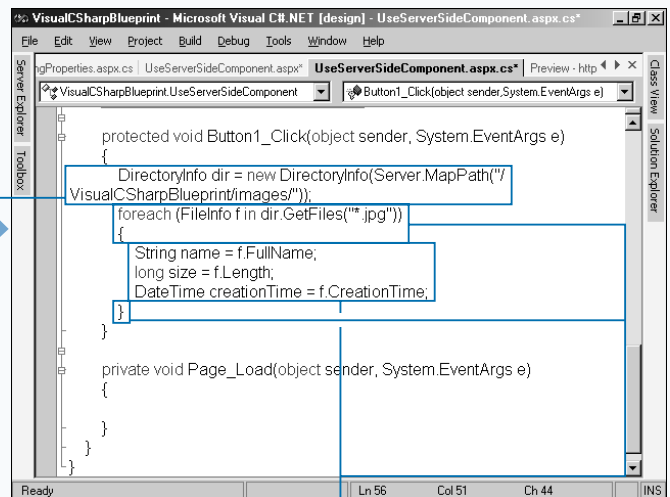 VisualCSharpBlueprint - Microsoft Visual C#.NET [design] - UseServerSideComponent.aspx.cs*
File Edit View Project Build Debug Tools Window Help
ngProperties.aspx.cs UseServerSideComponent.aspx* UseServerSideComponent.aspx.cs* Preview - http
VisualCSharpBlueprint.UseServerSideComponent Button1_Click(object sender,System.EventArgs e)
Server Explorer
Toolbox
Class View
Solution Explorer
protected void Button1_Click(object sender, System.EventArgs e)
{
DirectoryInfo dir = new DirectoryInfo(Server.MapPath("/
VisualCSharpBlueprint/images/"));
foreach (FileInfo f in dir.GetFiles("*.jpg"))
{
String name = f.FullName;
long size = f.Length;
DateTime creationTime = f.CreationTime;
}
}
private void Page_Load(object sender, System.EventArgs e)
{
}
}
}
Ready Ln 56 Col 51 Ch 44 INS